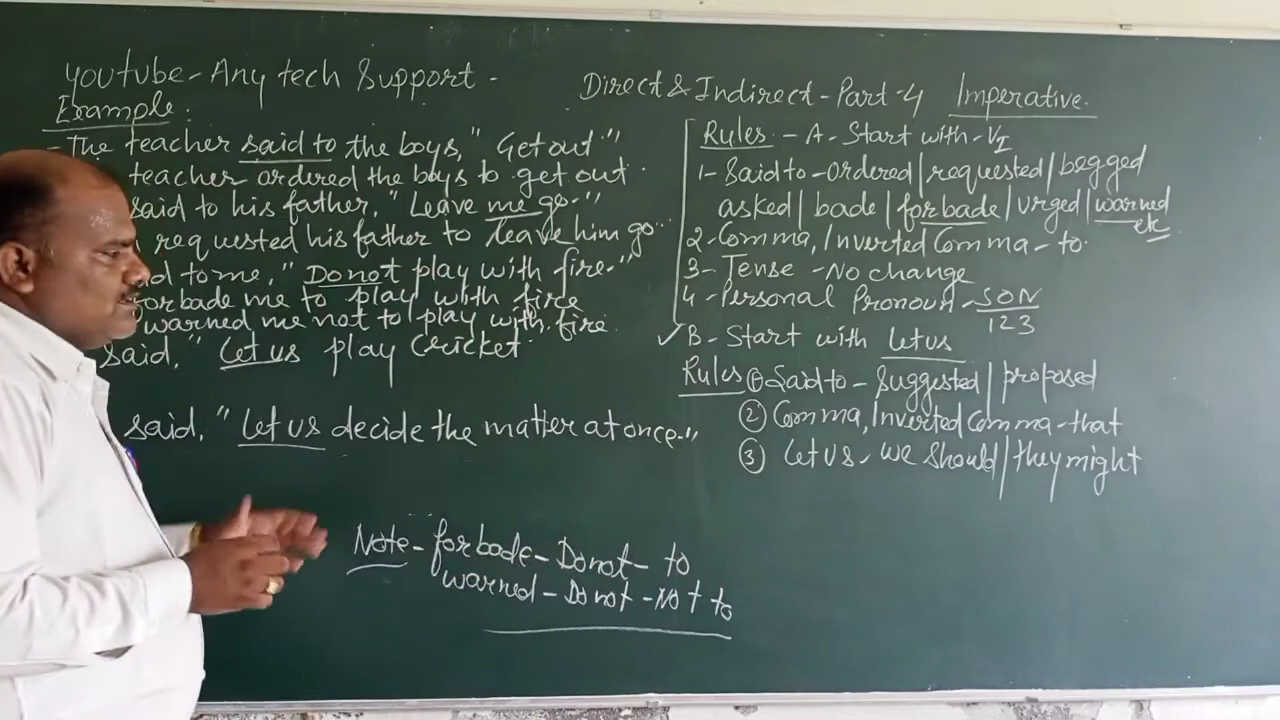 Youtube-Any tech Support -
Example:
- The teacher said to the boys," Get out."
teacher ordered the boys to get out.
said to his father," Leave me go."
requested his father to leave him go..
to me," Do not play with fire."
forbade me to play with fire
warned me not to play with fire.
said," Let us play Cricket
said," Let us decide the matter at once."
Note- forbade- Do not- to
warned - Do not - Not to
Direct & Indirect - Part-4 Imperative.
Rules - A- Start with - V1
1- Said to - Ordered | requested | begged
asked | bade | forbade | urged | warned
etc
2- Comma, Inverted Comma - to.
3- Tense - No change
4- Personal Pronoun - SON
123
✓ B- Start with let us
Rules ① Said to - Suggested | proposed
② Comma, Inverted Comma - that
③ Let us - we should | they might